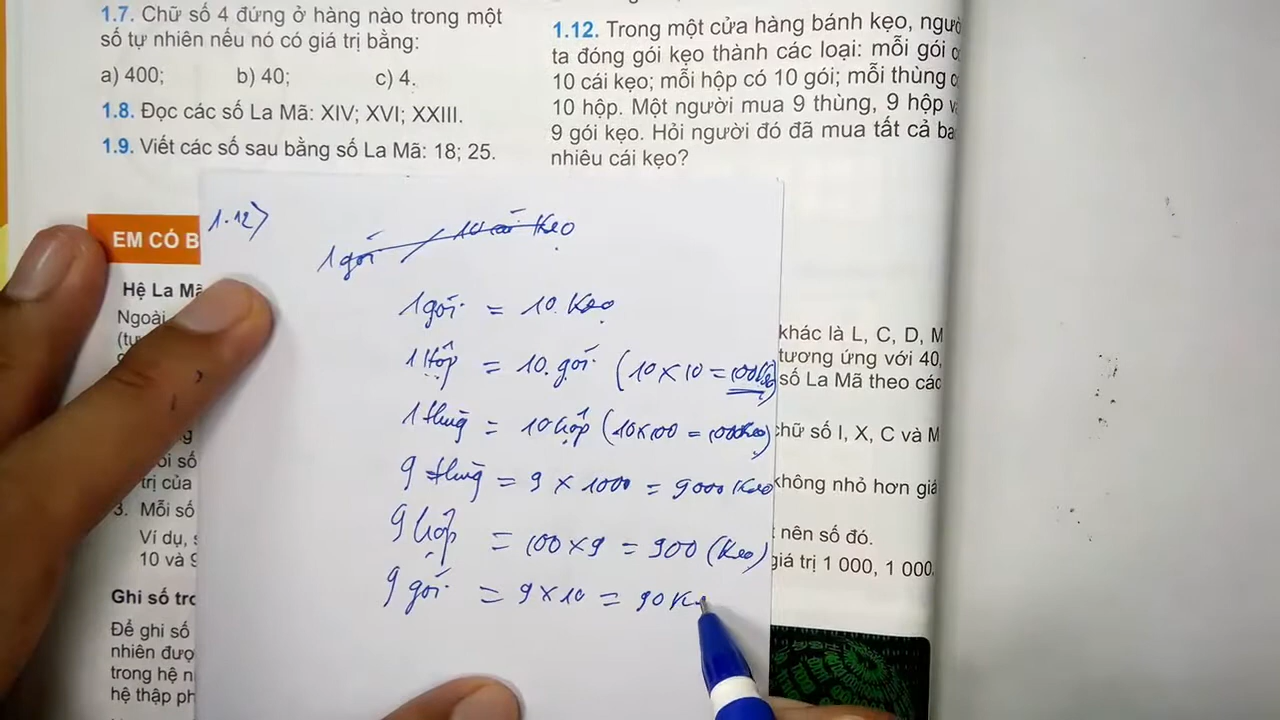 1.7. Chữ số 4 đứng ở hàng nào trong một
số tự nhiên nếu nó có giá trị bằng:
a) 400; b) 40; c) 4.
1.8. Đọc các số La Mã: XIV; XVI; XXIII.
1.9. Viết các số sau bằng số La Mã: 18; 25.
1.12. Trong một cửa hàng bánh kẹo,
ta đóng gói kẹo thành các loại: mỗi gói
10 cái kẹo; mỗi hộp có 10 gói; mỗi thùng
10 hộp. Một người mua 9 thùng, 9 hộp
9 gói kẹo. Hỏi người đó đã mua tất cả
nhiêu cái kẹo?
EM CÓ
Hệ La
Ngoài
số
trị của
3. Mỗi số
Ví dụ,
10 và
Ghi số
Để ghi số
nhiên
trong hệ
hệ thập
1.12)
1 gói
Kẹo
1 gói = 10. Kẹo
1 Hộp = 10. gói (10 x 10 = 100 Kẹo)
1 thùng = 10 hộp (10 x 100 = 1000 Kẹo)
9 thùng = 9 x 1000 = 9000 Kẹo
9 hộp = 100 x 9 = 900 (Kẹo)
9 gói = 9 x 10 = 90
khác là L, C, D, M
tương ứng với 40,
số La Mã theo các
chữ số I, X, C và M
không nhỏ hơn giá
nên số đó.
giá trị 1 000, 1 000,